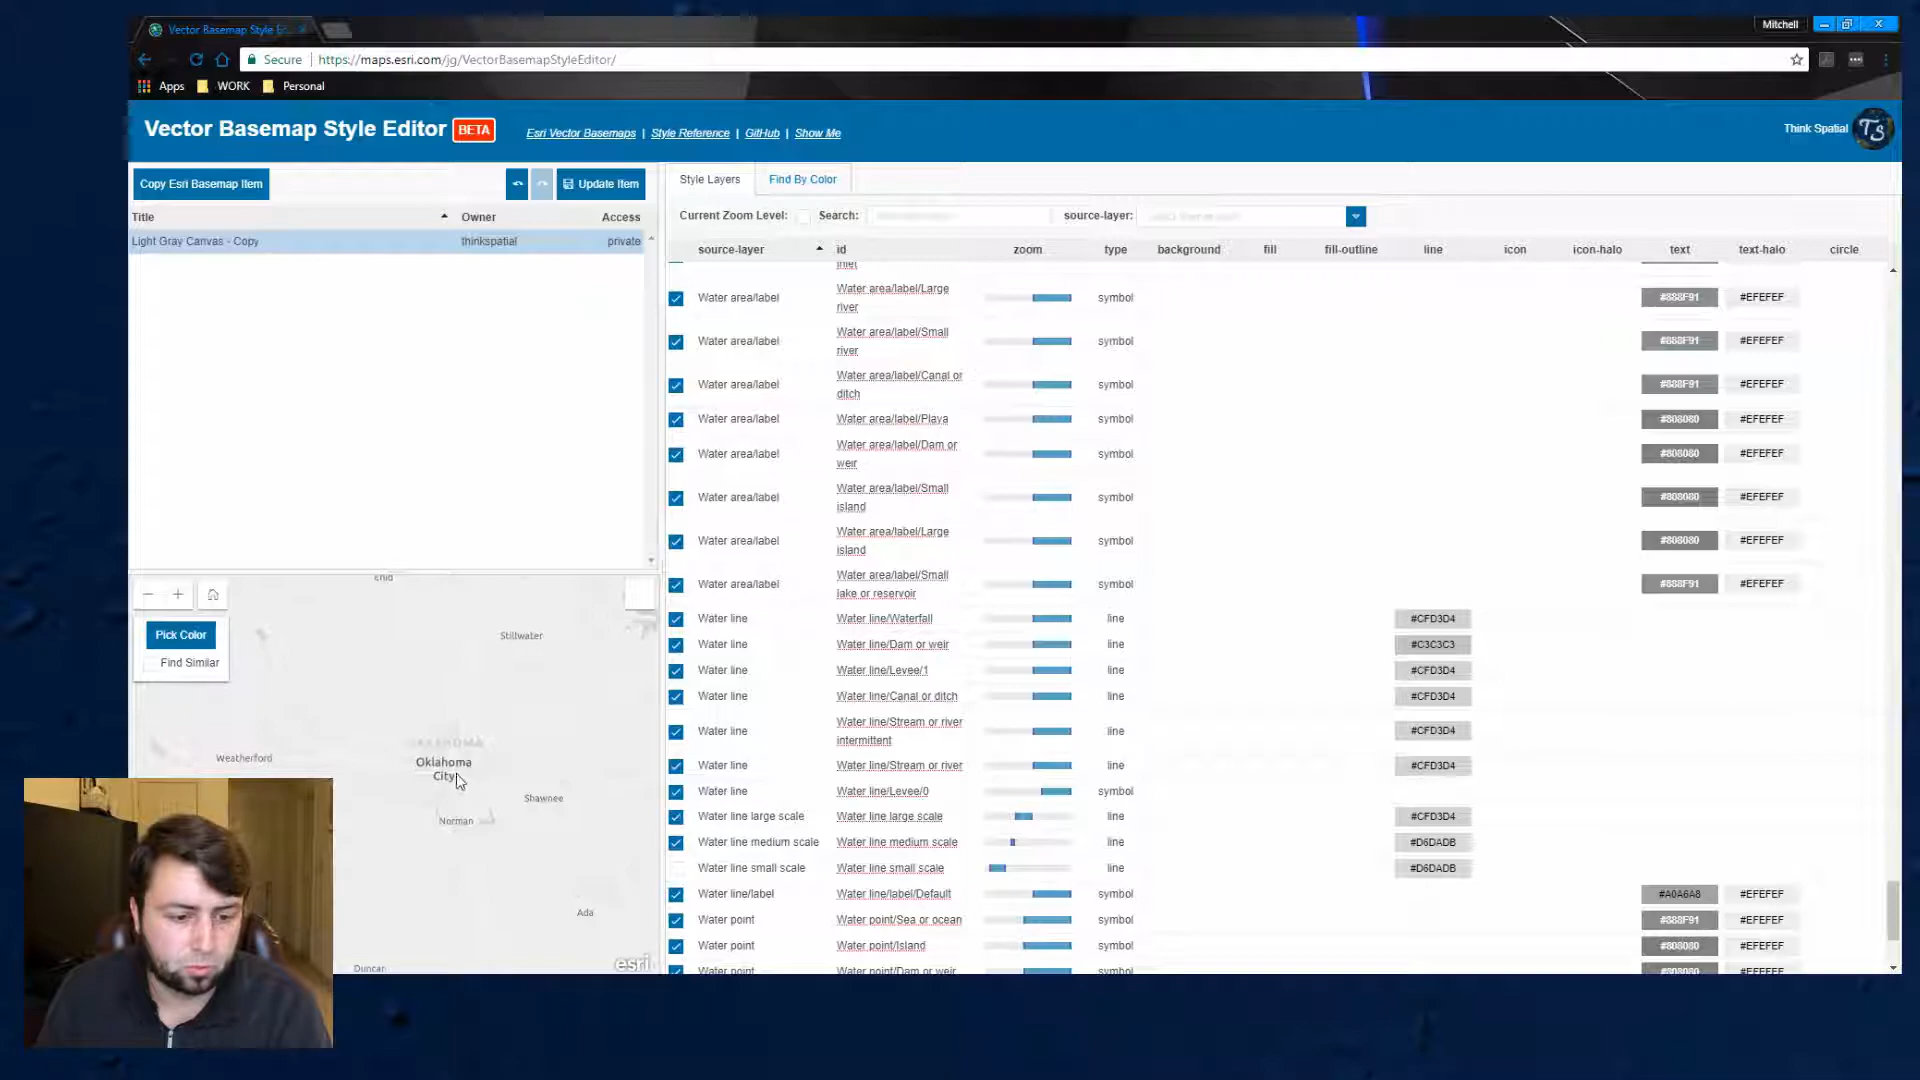 Vector Basemap Style E
Mitchell
Secure
https://maps.esri.com/jg/VectorBasemapStyleEditor/
Apps WORK Personal
Vector Basemap Style Editor BETA
Esri Vector Basemaps | Style Reference | GitHub | Show Me
Think Spatial TS
Copy Esri Basemap Item
Update Item
Title Owner Access
Light Gray Canvas - Copy thinkspatial private
Style Layers
Find By Color
Current Zoom Level:
Search:
source-layer:
source-layer id zoom type background fill fill-outline line icon icon-halo text text-halo circle
inlet
Water area/label Water area/label/Large river symbol #888F91 #EFEFEF
Water area/label Water area/label/Small river symbol #888F91 #EFEFEF
Water area/label Water area/label/Canal or ditch symbol #888F91 #EFEFEF
Water area/label Water area/label/Playa symbol #808080 #EFEFEF
Water area/label Water area/label/Dam or weir symbol #808080 #EFEFEF
Water area/label Water area/label/Small island symbol #808080 #EFEFEF
Water area/label Water area/label/Large island symbol #808080 #EFEFEF
Water area/label Water area/label/Small lake or reservoir symbol #888F91 #EFEFEF
Water line Water line/Waterfall line #CFD3D4
Water line Water line/Dam or weir line #C3C3C3
Water line Water line/Levee/1 line #CFD3D4
Water line Water line/Canal or ditch line #CFD3D4
Water line Water line/Stream or river intermittent line #CFD3D4
Water line Water line/Stream or river line #CFD3D4
Water line Water line/Levee/0 symbol
Water line large scale Water line large scale line #CFD3D4
Water line medium scale Water line medium scale line #D6DADB
Water line small scale Water line small scale line #D6DADB
Water line/label Water line/label/Default symbol #A0A6A8 #EFEFEF
Water point Water point/Sea or ocean symbol #888F91 #EFEFEF
Water point Water point/Island symbol #808080 #EFEFEF
Water point Water point/Dam or weir symbol #808080 #EFEFEF
Enid
Pick Color
Find Similar
Stillwater
OKLAHOMA
Weatherford
Oklahoma
City
Shawnee
Norman
Ada
Duncan
esri